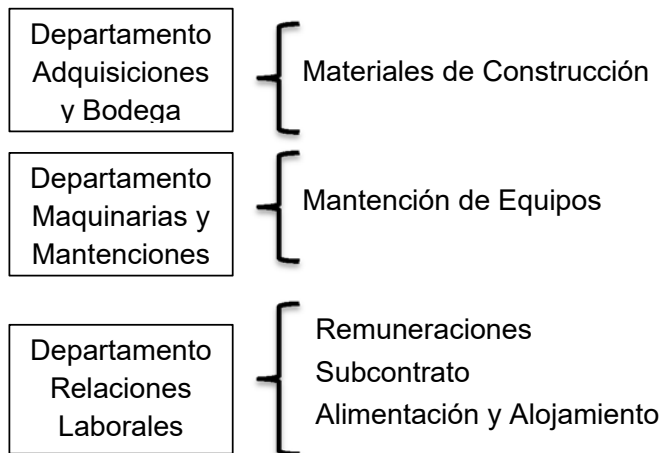 Departamento
Adquisiciones
y Bodega
Materiales de Construcción
Departamento
Maquinarias y
Mantenciones
Mantención de Equipos
Departamento
Relaciones
Laborales
Remuneraciones
Subcontrato
Alimentación y Alojamiento